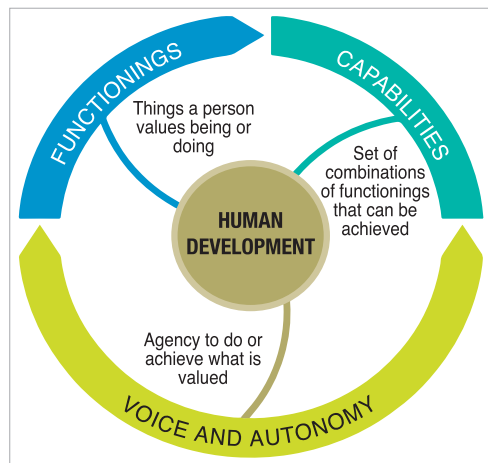 FUNCTIONINGS
CAPABILITIES
Things a person
values being or
doing
Set of
combinations
of functionings
that can be
achieved
HUMAN
DEVELOPMENT
Agency to do or
achieve what is
valued
VOICE AND AUTONOMY